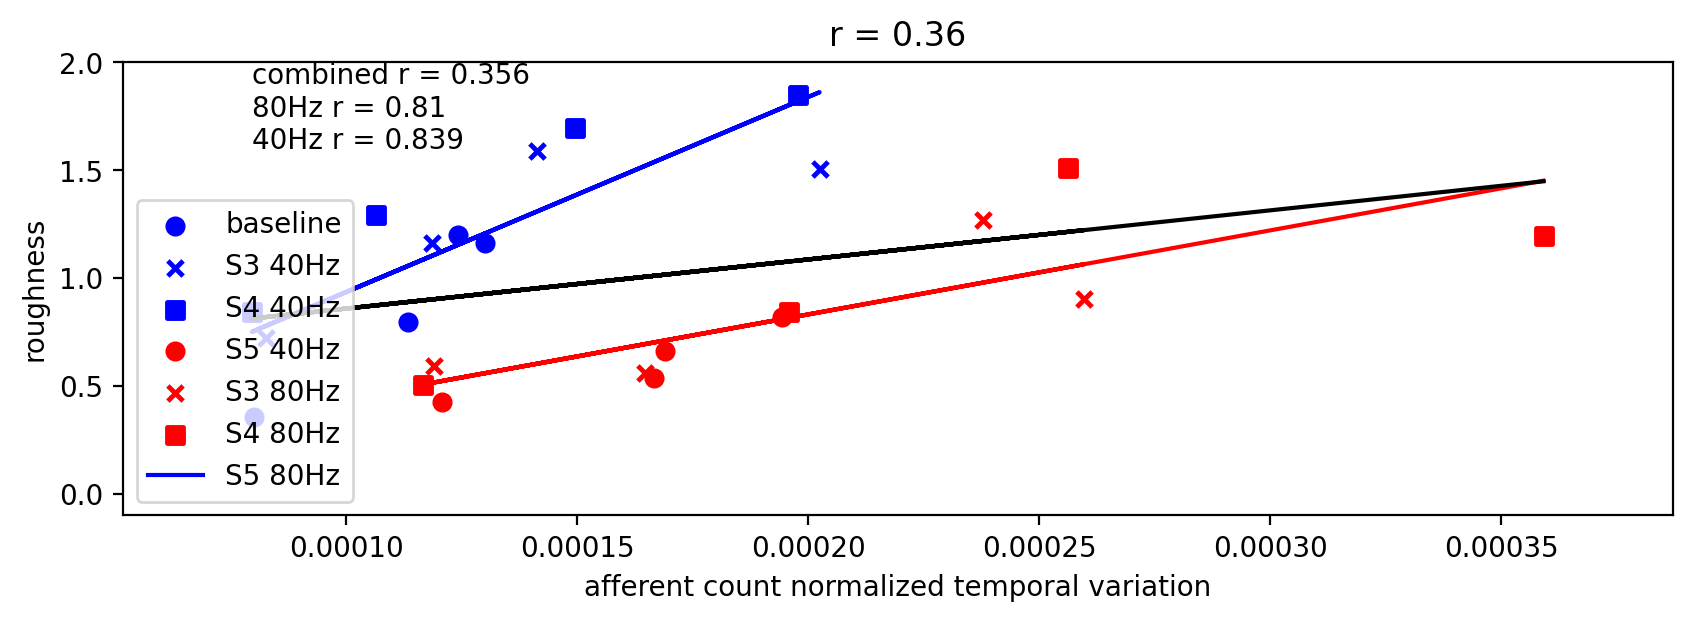 r = 0.36
combined r = 0.356
80Hz r = 0.81
40Hz r = 0.839
baseline
S3 40Hz
S4 40Hz
S5 40Hz
S3 80Hz
S4 80Hz
S5 80Hz
roughness
2.0
1.5
1.0
0.5
0.0
0.00010 0.00015 0.00020 0.00025 0.00030 0.00035
afferent count normalized temporal variation